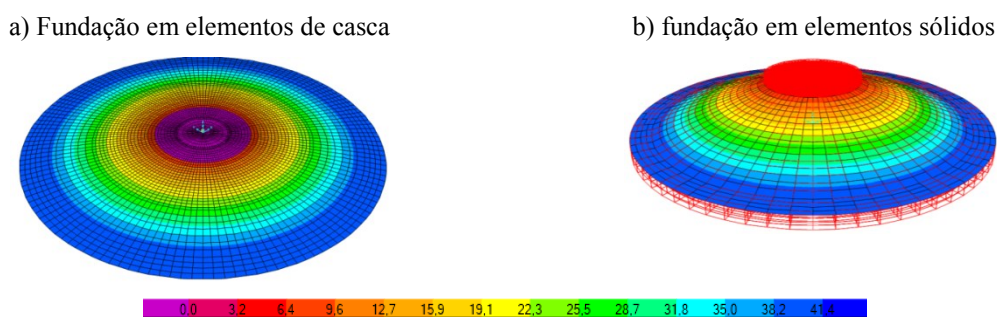 a) Fundação em elementos de casca
b) fundação em elementos sólidos
0,0 3,2 6,4 9,6 12,7 15,9 19,1 22,3 25,5 28,7 31,8 35,0 38,2 41,4